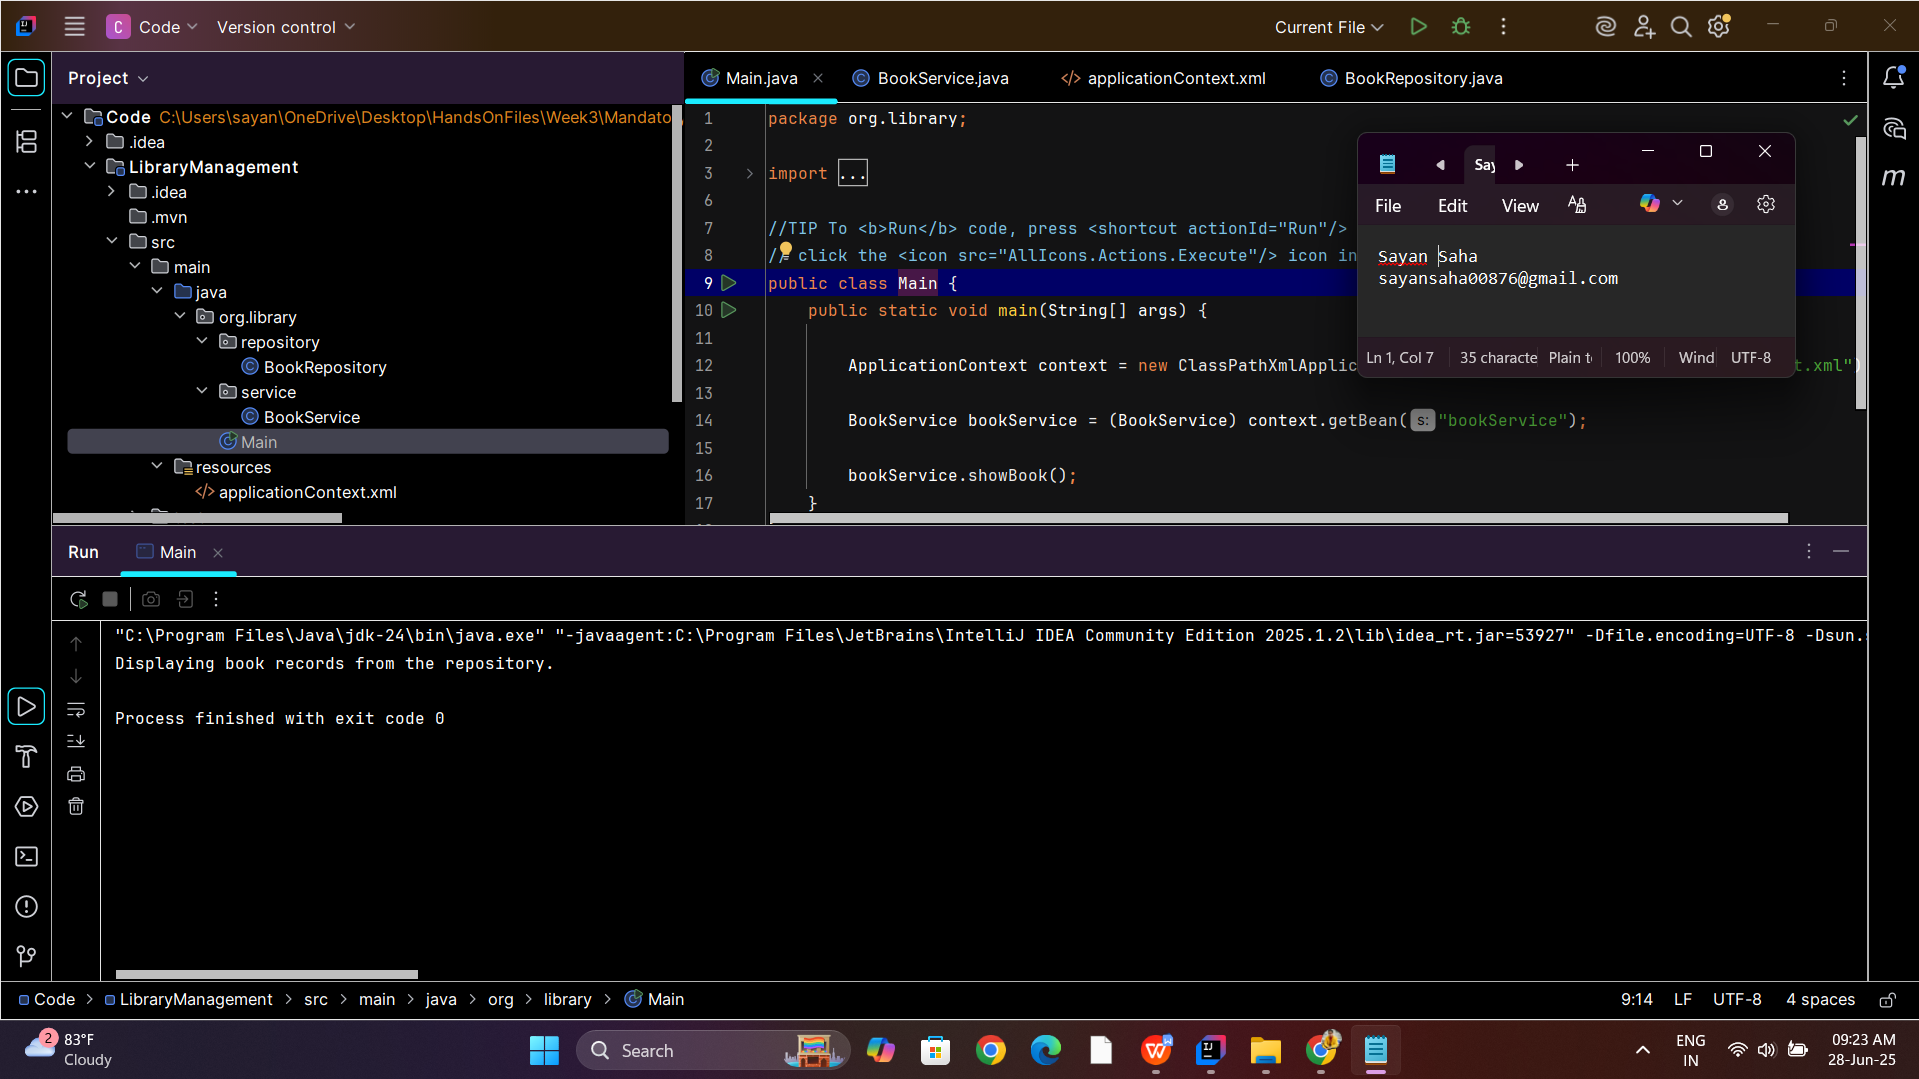 C Code Version control Current File
Project
Main.java BookService.java applicationContext.xml BookRepository.java
Code C:\Users\sayan\OneDrive\Desktop\HandsOnFiles\Week3\Mandato
.idea
LibraryManagement
.idea
.mvn
src
main
java
org.library
repository
BookRepository
service
BookService
Main
resources
applicationContext.xml
1 package org.library;
2
3 import ...
6
7 //TIP To <b>Run</b> code, press <shortcut actionId="Run"/>
8 // click the <icon src="AllIcons.Actions.Execute"/> icon in
9 public class Main {
10 public static void main(String[] args) {
11
12 ApplicationContext context = new ClassPathXmlApplic t.xml")
13
14 BookService bookService = (BookService) context.getBean( s: "bookService");
15
16 bookService.showBook();
17 }
Say
File Edit View
Sayan Saha
sayansaha00876@gmail.com
Ln 1, Col 7 35 characte Plain t 100% Wind UTF-8
m
Run Main
"C:\Program Files\Java\jdk-24\bin\java.exe" "-javaagent:C:\Program Files\JetBrains\IntelliJ IDEA Community Edition 2025.1.2\lib\idea_rt.jar=53927" -Dfile.encoding=UTF-8 -Dsun.s
Displaying book records from the repository.
Process finished with exit code 0
Code > LibraryManagement > src > main > java > org > library > Main 9:14 LF UTF-8 4 spaces
2 83°F
Cloudy
Search
ENG
IN
09:23 AM
28-Jun-25